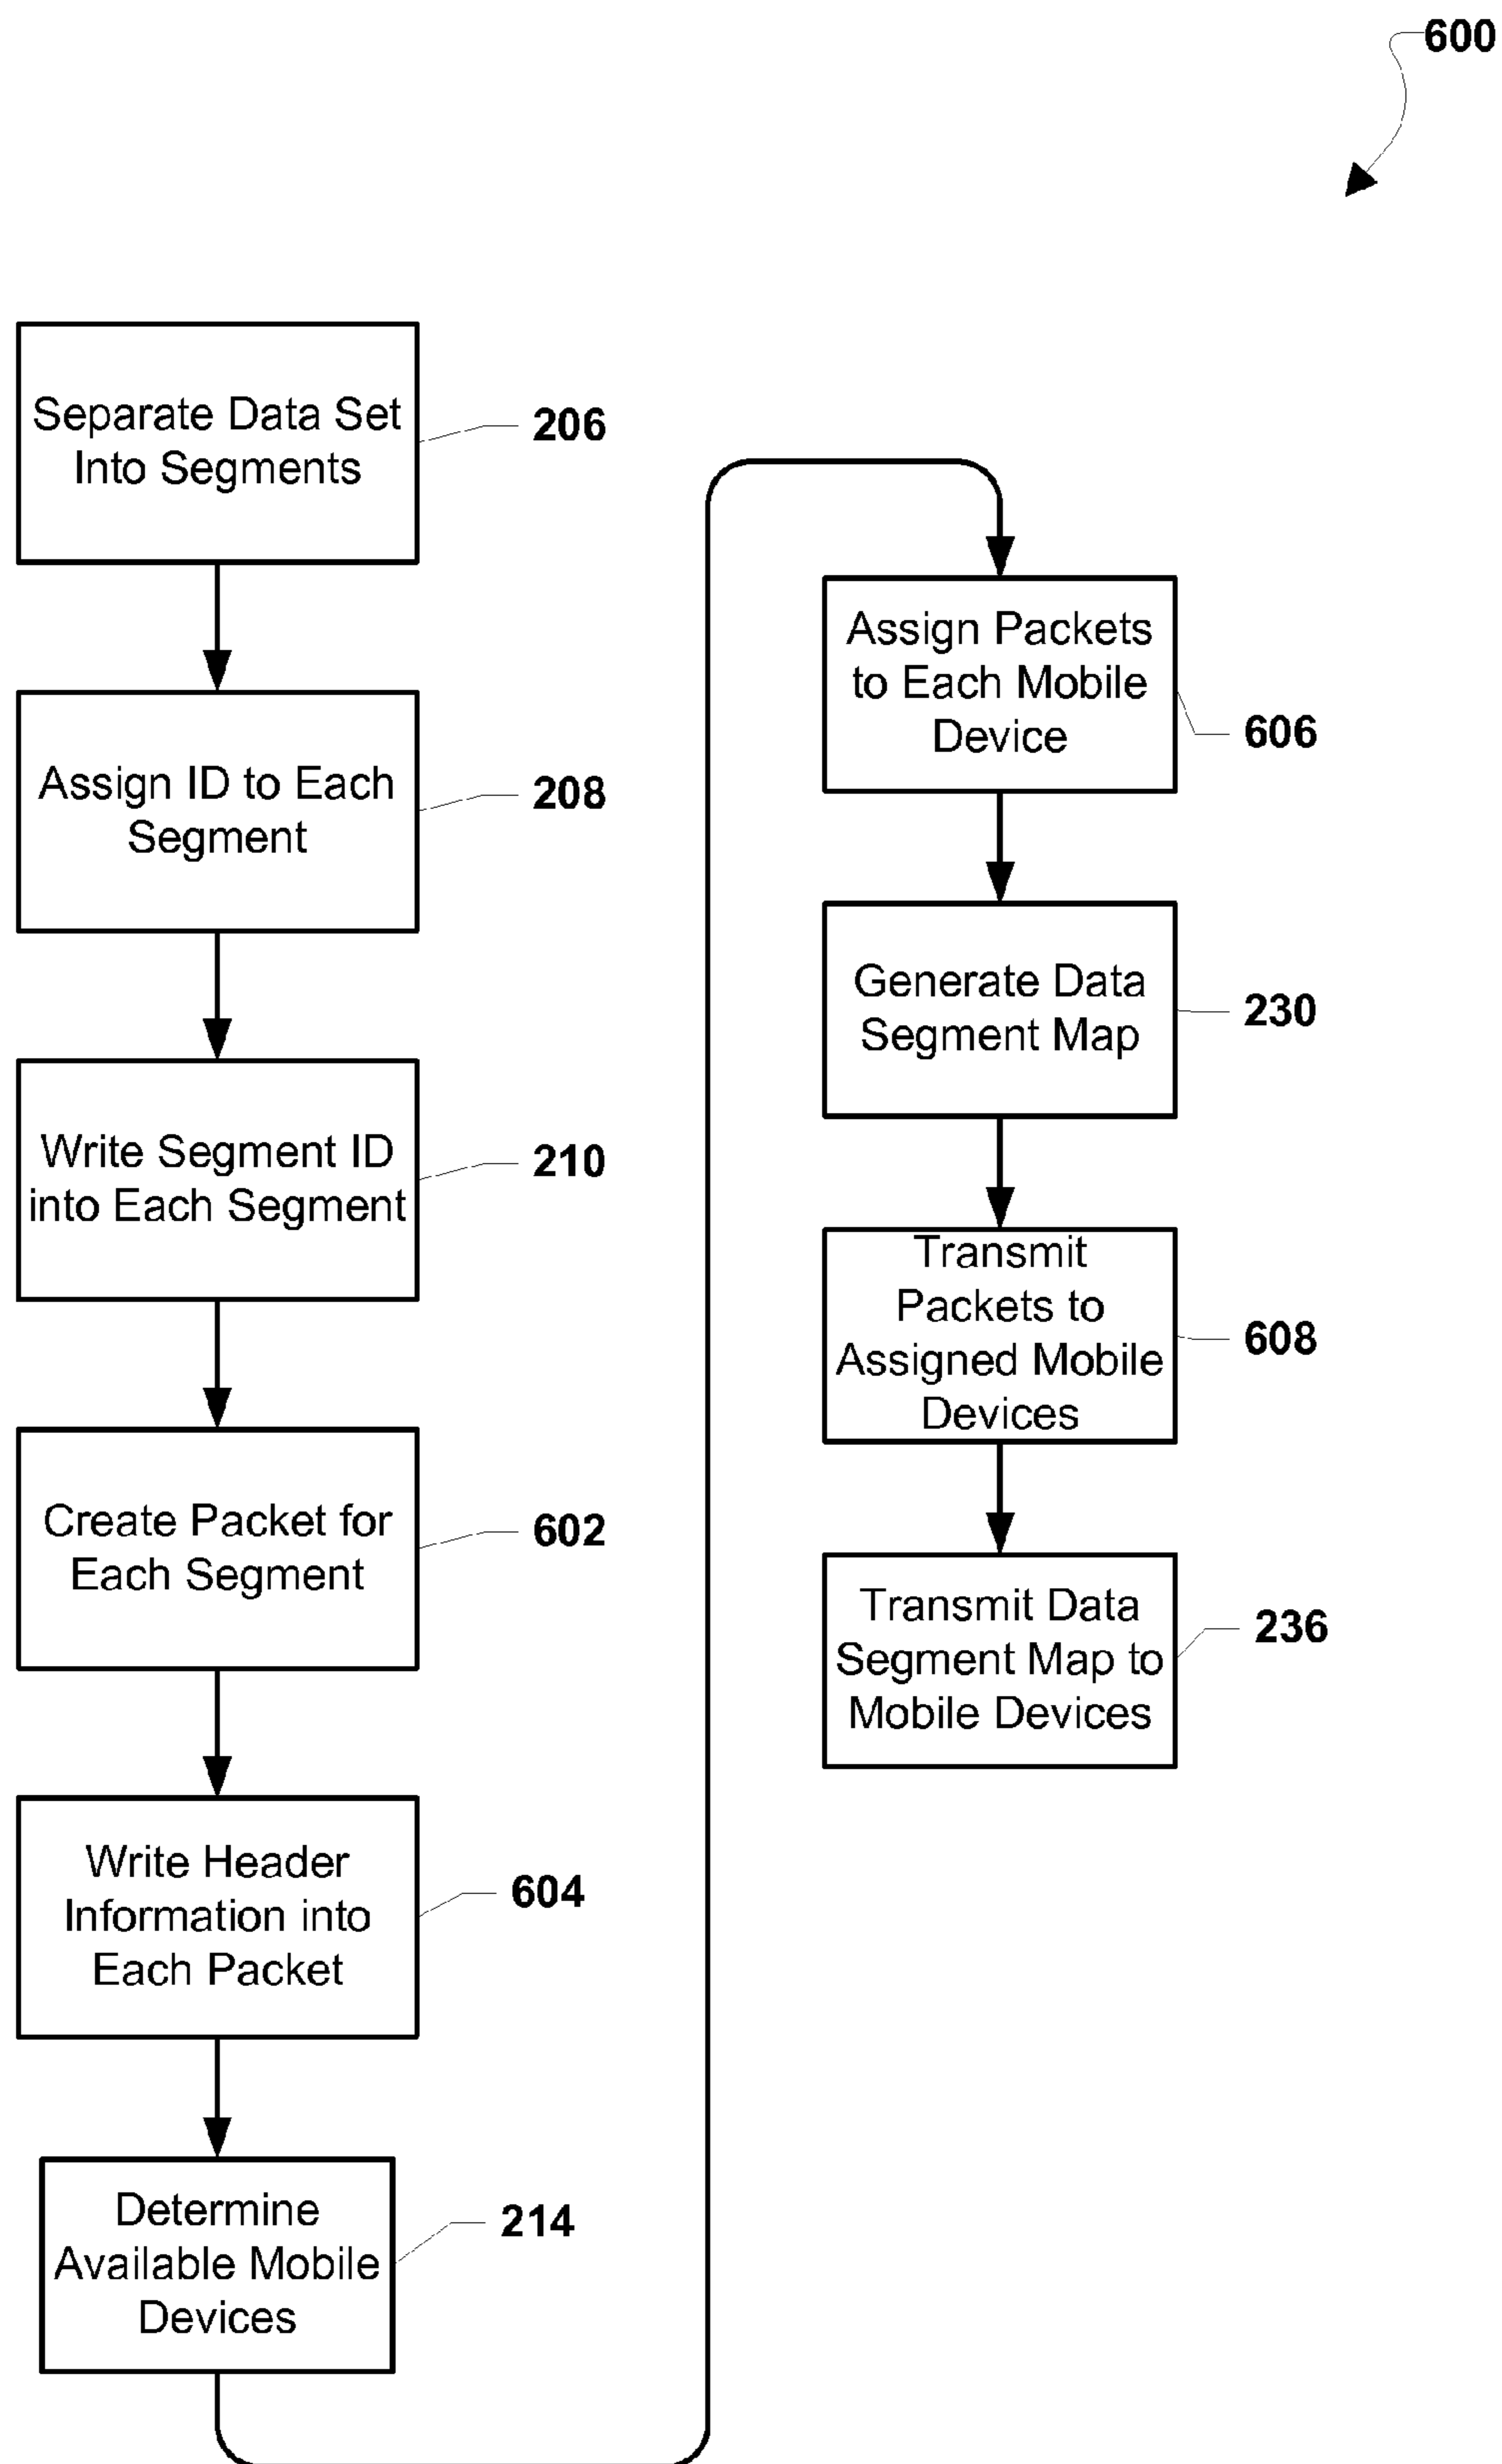 600
Separate Data Set
Into Segments
206
Assign ID to Each
Segment
208
Write Segment ID
into Each Segment
210
Create Packet for
Each Segment
602
Write Header
Information into
Each Packet
604
Determine
Available Mobile
Devices
214
Assign Packets
to Each Mobile
Device
606
Generate Data
Segment Map
230
Transmit
Packets to
Assigned Mobile
Devices
608
Transmit Data
Segment Map to
Mobile Devices
236